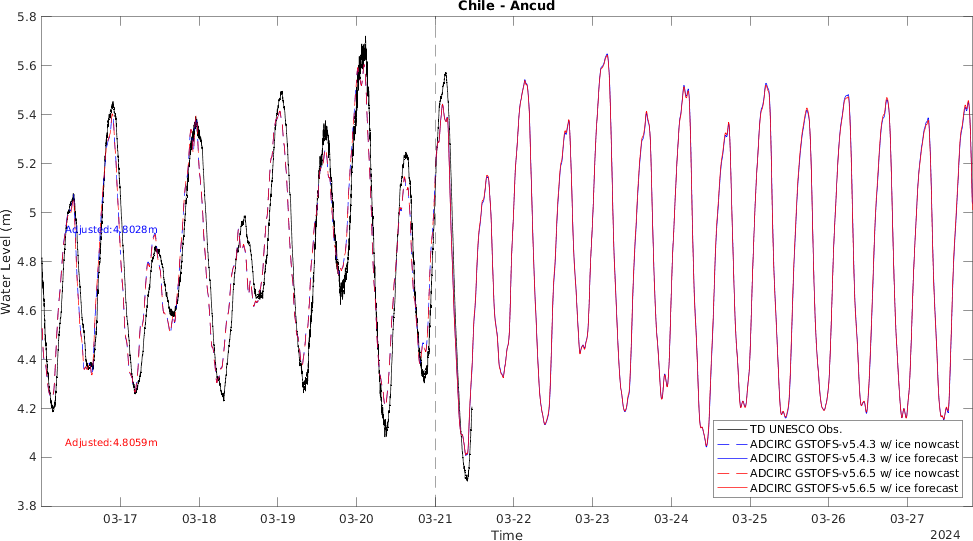 Chile - Ancud
5.8
5.6
5.4
5.2
5
4.8
4.6
4.4
4.2
4
3.8
Water Level (m)
Adjusted:4.8028m
Adjusted:4.8059m
TD UNESCO Obs.
ADCIRC GSTOFS-v5.4.3 w/ ice nowcast
ADCIRC GSTOFS-v5.4.3 w/ ice forecast
ADCIRC GSTOFS-v5.6.5 w/ ice nowcast
ADCIRC GSTOFS-v5.6.5 w/ ice forecast
03-17 03-18 03-19 03-20 03-21 03-22 03-23 03-24 03-25 03-26 03-27
Time
2024